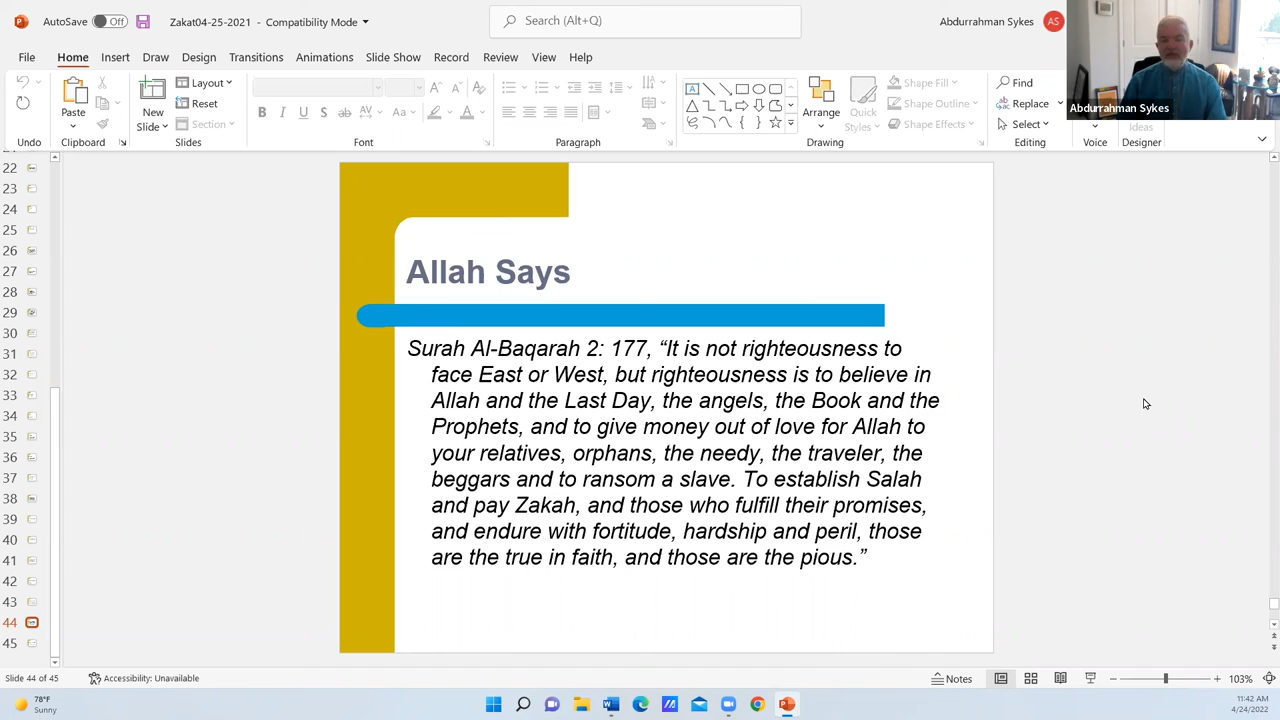 AutoSave Off Zakat04-25-2021 - Compatibility Mode Search (Alt+Q) Abdurrahman Sykes AS
File Home Insert Draw Design Transitions Animations Slide Show Record Review View Help
Paste New Slide Layout Reset Section
B I U S ab AV Aa A A
Arrange Quick Styles Shape Fill Shape Outline Shape Effects Find Replace Select
Abdurrahman Sykes
Ideas
Undo Clipboard Slides Font Paragraph Drawing Editing Voice Designer
22
23
24
25
26
27
28
29
30
31
32
33
34
35
36
37
38
39
40
41
42
43
44
45
Allah Says
Surah Al-Baqarah 2: 177, “It is not righteousness to
face East or West, but righteousness is to believe in
Allah and the Last Day, the angels, the Book and the
Prophets, and to give money out of love for Allah to
your relatives, orphans, the needy, the traveler, the
beggars and to ransom a slave. To establish Salah
and pay Zakah, and those who fulfill their promises,
and endure with fortitude, hardship and peril, those
are the true in faith, and those are the pious.”
Slide 44 of 45 Accessibility: Unavailable Notes 103%
78°F
Sunny
11:42 AM
4/24/2022